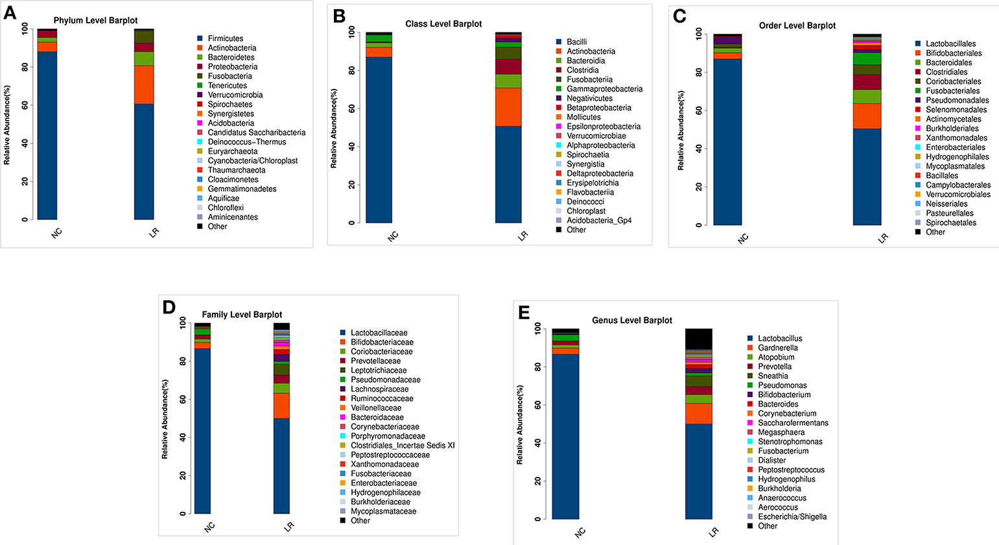 A
Phylum Level Barplot
Relative Abundance(%)
100
80
60
40
20
0
NC
LR
Firmicutes
Actinobacteria
Bacteroidetes
Proteobacteria
Fusobacteria
Tenericutes
Verrucomicrobia
Spirochaetes
Synergistetes
Acidobacteria
Candidatus Saccharibacteria
Deinococcus−Thermus
Euryarchaeota
Cyanobacteria/Chloroplast
Thaumarchaeota
Cloacimonetes
Gemmatimonadetes
Aquificae
Chloroflexi
Aminicenantes
Other
B
Class Level Barplot
Relative Abundance(%)
100
80
60
40
20
0
NC
LR
Bacilli
Actinobacteria
Bacteroidia
Clostridia
Fusobacteriia
Gammaproteobacteria
Negativicutes
Betaproteobacteria
Mollicutes
Epsilonproteobacteria
Verrucomicrobiae
Alphaproteobacteria
Spirochaetia
Synergistia
Deltaproteobacteria
Erysipelotrichia
Flavobacteriia
Deinococci
Chloroplast
Acidobacteria_Gp4
Other
C
Order Level Barplot
Relative Abundance(%)
100
80
60
40
20
0
NC
LR
Lactobacillales
Bifidobacteriales
Bacteroidales
Clostridiales
Coriobacteriales
Fusobacteriales
Pseudomonadales
Selenomonadales
Actinomycetales
Burkholderiales
Xanthomonadales
Enterobacteriales
Hydrogenophilales
Mycoplasmatales
Bacillales
Campylobacterales
Verrucomicrobiales
Neisseriales
Pasteurellales
Spirochaetales
Other
D
Family Level Barplot
Relative Abundance(%)
100
80
60
40
20
0
NC
LR
Lactobacillaceae
Bifidobacteriaceae
Coriobacteriaceae
Prevotellaceae
Leptotrichiaceae
Pseudomonadaceae
Lachnospiraceae
Ruminococcaceae
Veillonellaceae
Bacteroidaceae
Corynebacteriaceae
Porphyromonadaceae
Clostridiales_Incertae Sedis XI
Peptostreptococcaceae
Xanthomonadaceae
Fusobacteriaceae
Enterobacteriaceae
Hydrogenophilaceae
Burkholderiaceae
Mycoplasmataceae
Other
E
Genus Level Barplot
Relative Abundance(%)
100
80
60
40
20
0
NC
LR
Lactobacillus
Gardnerella
Atopobium
Prevotella
Sneathia
Pseudomonas
Bifidobacterium
Bacteroides
Corynebacterium
Saccharofermentans
Megasphaera
Stenotrophomonas
Fusobacterium
Dialister
Peptostreptococcus
Hydrogenophilus
Burkholderia
Anaerococcus
Aerococcus
Escherichia/Shigella
Other